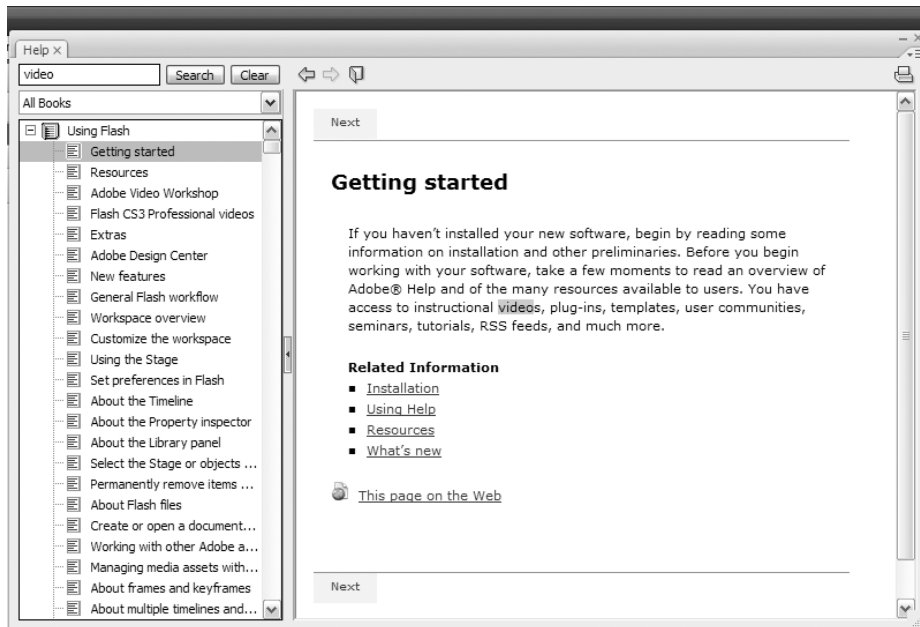 Help ×
video Search Clear
All Books
Using Flash
Getting started
Resources
Adobe Video Workshop
Flash CS3 Professional videos
Extras
Adobe Design Center
New features
General Flash workflow
Workspace overview
Customize the workspace
Using the Stage
Set preferences in Flash
About the Timeline
About the Property inspector
About the Library panel
Select the Stage or objects ...
Permanently remove items ...
About Flash files
Create or open a document...
Working with other Adobe a...
Managing media assets with...
About frames and keyframes
About multiple timelines and...
Next
Getting started
If you haven’t installed your new software, begin by reading some
information on installation and other preliminaries. Before you begin
working with your software, take a few moments to read an overview of
Adobe® Help and of the many resources available to users. You have
access to instructional videos, plug-ins, templates, user communities,
seminars, tutorials, RSS feeds, and much more.
Related Information
■ Installation
■ Using Help
■ Resources
■ What’s new
This page on the Web
Next